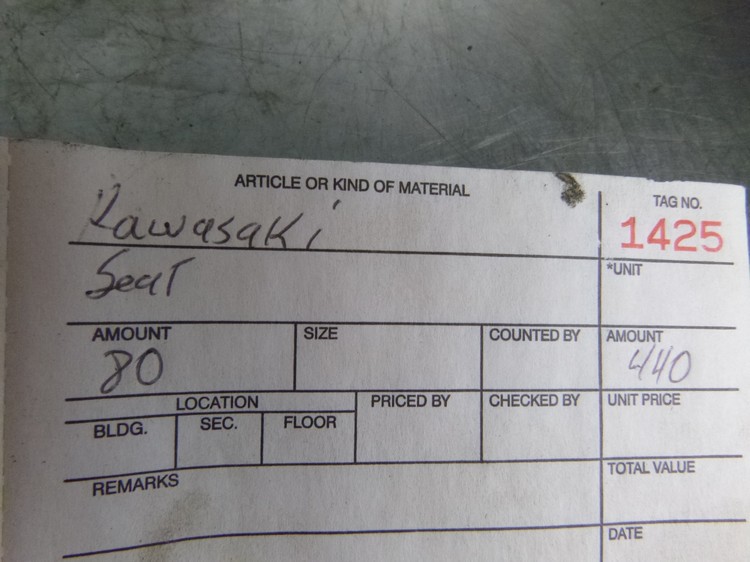 ARTICLE OR KIND OF MATERIAL
Kawasaki
Seat
TAG NO.
1425
*UNIT
AMOUNT
80
SIZE
COUNTED BY
AMOUNT
440
LOCATION
BLDG.
SEC.
FLOOR
PRICED BY
CHECKED BY
UNIT PRICE
REMARKS
TOTAL VALUE
DATE